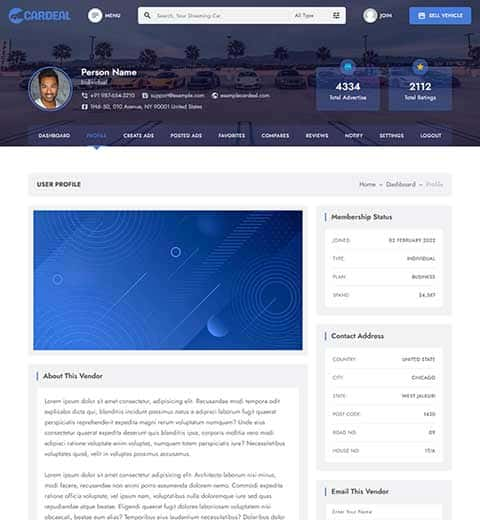 CARDEAL
MENU
Search, Your Streaming Car.
All Type
JOIN
SELL VEHICLE
Person Name
Individual
+91 987-654-3210
support@example.com
examplecardeal.com
1946-50, 010 Avenue, NY 90001 United States
4334
Total Advertise
2112
Total Ratings
DASHBOARD
PROFILE
CREATE ADS
POSTED ADS
FAVORITES
COMPARES
REVIEWS
NOTIFY
SETTINGS
LOGOUT
USER PROFILE
Home
Dashboard
Profile
Membership Status
JOINED: 02 FEBRUARY 2022
TYPE: INDIVIDUAL
PLAN: BUSINESS
SPAND: $4,587
About This Vendor
Lorem ipsum dolor sit amet consectetur, adipisicing elit. Recusandae modi tempora odit
explicabo dicta qui, blanditiis incidunt possimus natus a labore aperiam laborum fugit quaerat
perspiciatis reprehenderit expedita magni rerum voluptatum numquam? Unde eius
consectetur quaerat expedita deserunt quis blanditiis ipsa, corporis mollitia vero modi
adipisci ratione voluptate enim voluptas, numquam totam perspiciatis iure? Necessitatibus
voluptates quod, velit in voluptas possimus accusamus.
Lorem ipsum dolor sit amet consectetur, adipisicing elit. Architecto laborum nisi minus,
modi facere, recusandae non animi porro assumenda dolorem nemo. Commodi expedita
ratione officia voluptate, vel ipsum nam, voluptatibus nulla doloremque iure sed quas
repudiandae atque beatae. Eligendi quaerat fugit dolores laboriosam voluptatem nisi
obcaecati, beatae eum alias? Temporibus eius laudantium necessitatibus! Doloribus dolor
Contact Address
COUNTRY: UNITED STATE
CITY: CHICAGO
STATE: WEST JALKURI
POST CODE: 1420
ROAD NO: 09
HOUSE NO: 17/A
Email This Vendor
Enter Your Name